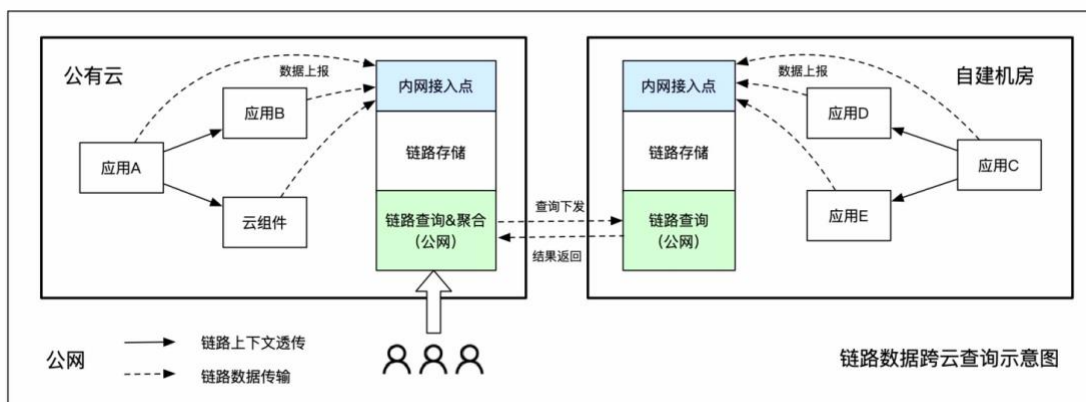 公有云
数据上报
内网接入点
应用B
应用A
链路存储
云组件
链路查询&聚合
(公网)
查询下发
结果返回
自建机房
内网接入点
数据上报
应用D
链路存储
应用C
应用E
链路查询
(公网)
公网
链路上下文透传
链路数据传输
链路数据跨云查询示意图